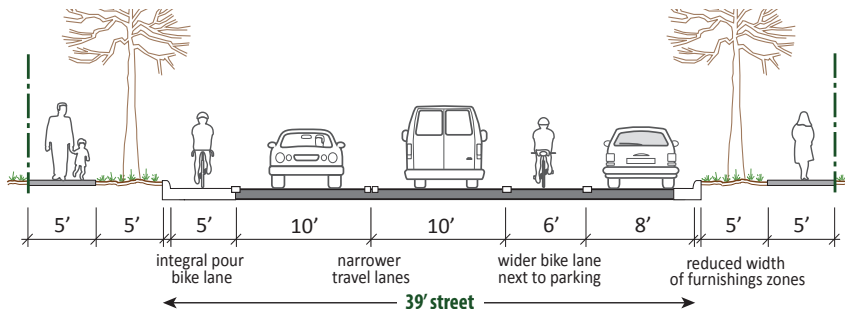 5’ 5’ 5’ 10’ 10’ 6’ 8’ 5’ 5’
integral pour
bike lane
narrower
travel lanes
wider bike lane
next to parking
reduced width
of furnishings zones
39’ street